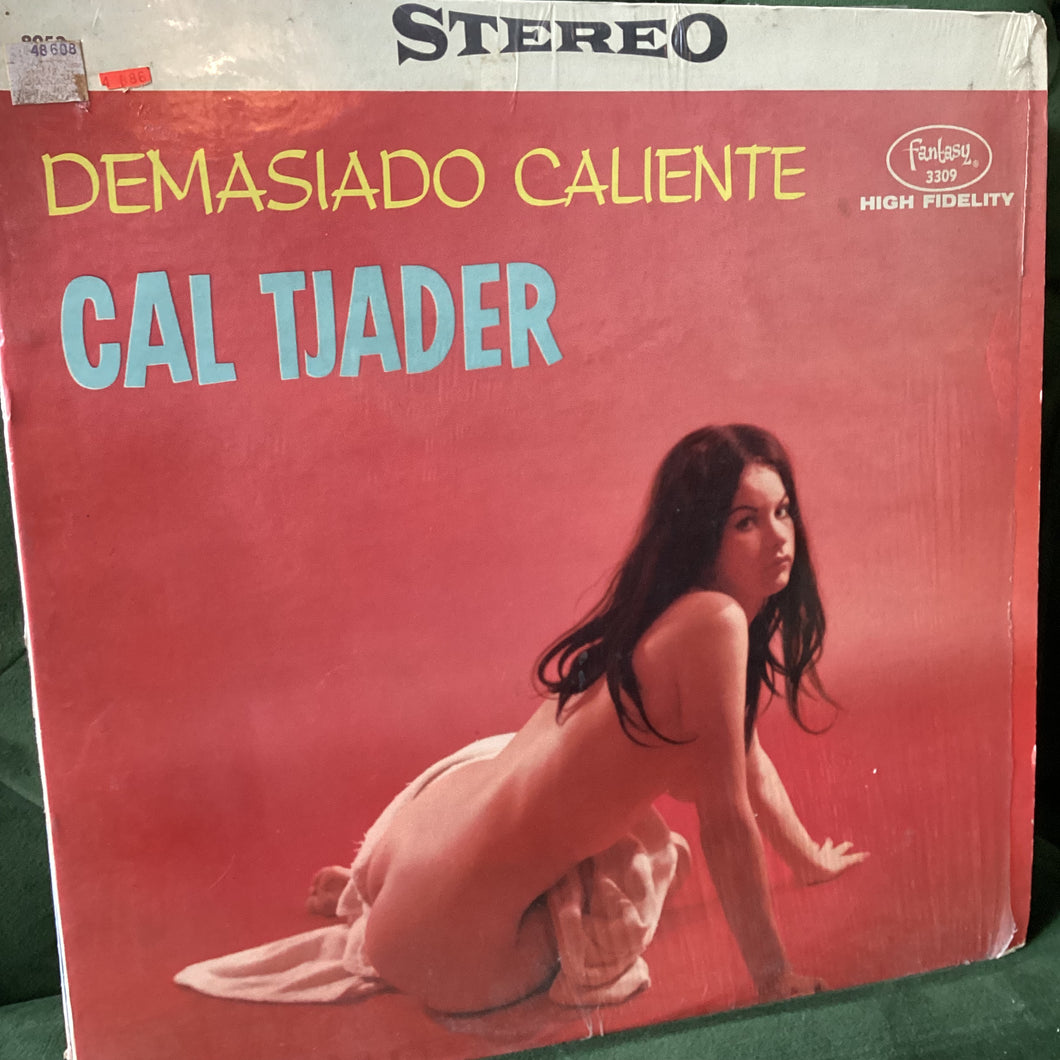 STEREO
48608
DEMASIADO CALIENTE
fantasy®
3309
HIGH FIDELITY
CAL TJADER